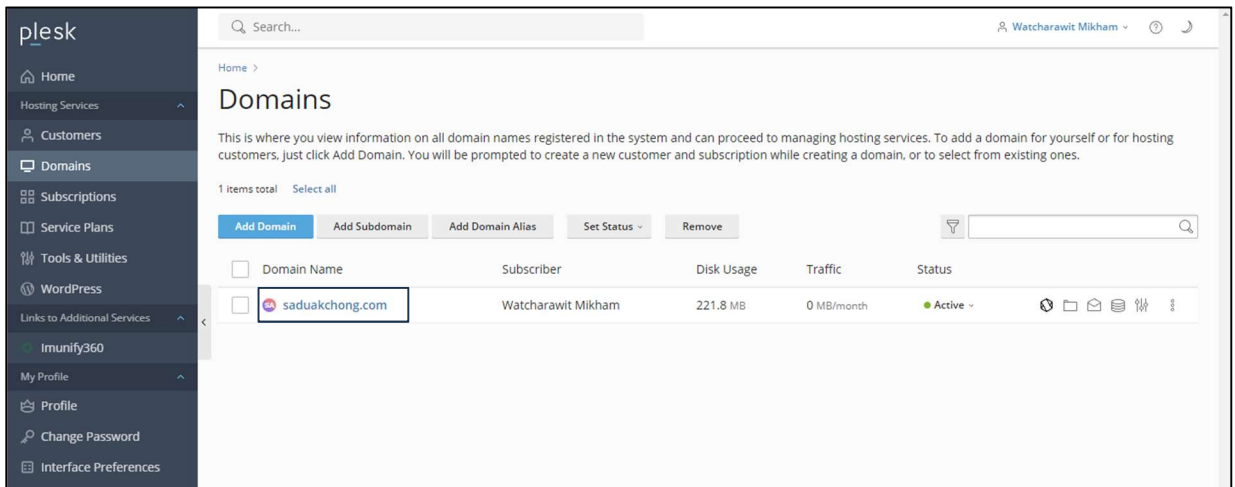 plesk
Search...
Watcharawit Mikham
Home
Hosting Services
Customers
Domains
Subscriptions
Service Plans
Tools & Utilities
WordPress
Links to Additional Services
Imunify360
My Profile
Profile
Change Password
Interface Preferences
Home >
Domains
This is where you view information on all domain names registered in the system and can proceed to managing hosting services. To add a domain for yourself or for hosting
customers, just click Add Domain. You will be prompted to create a new customer and subscription while creating a domain, or to select from existing ones.
1 items total Select all
Add Domain Add Subdomain Add Domain Alias Set Status Remove
Domain Name Subscriber Disk Usage Traffic Status
SA saduakchong.com Watcharawit Mikham 221.8 MB 0 MB/month Active